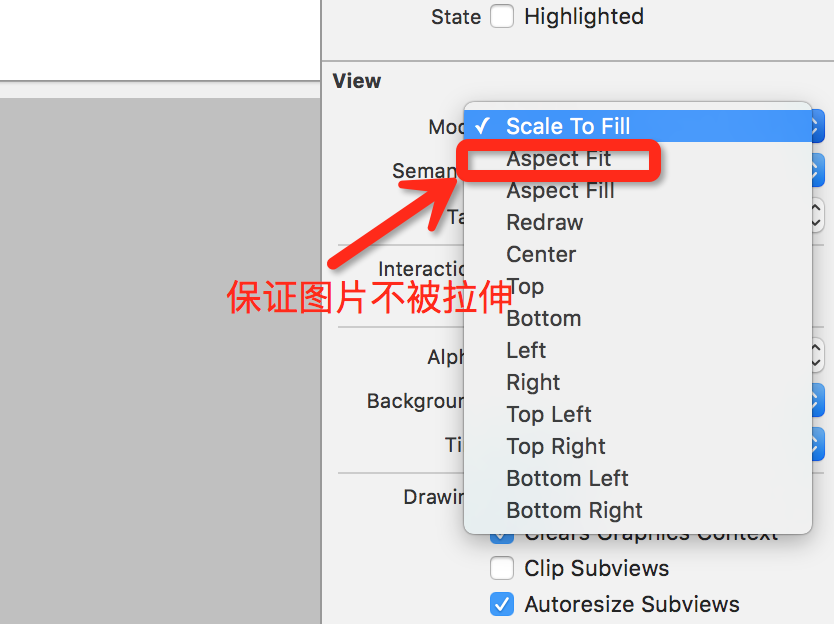 State Highlighted
View
Mod
✓ Scale To Fill
Aspect Fit
Seman
Aspect Fill
Ta
Redraw
Center
Interactio
保证图片不被拉伸
Top
Bottom
Left
Alph
Right
Backgroun
Top Left
Ti
Top Right
Bottom Left
Drawin
Bottom Right
Clears Graphics Context
Clip Subviews
Autoresize Subviews